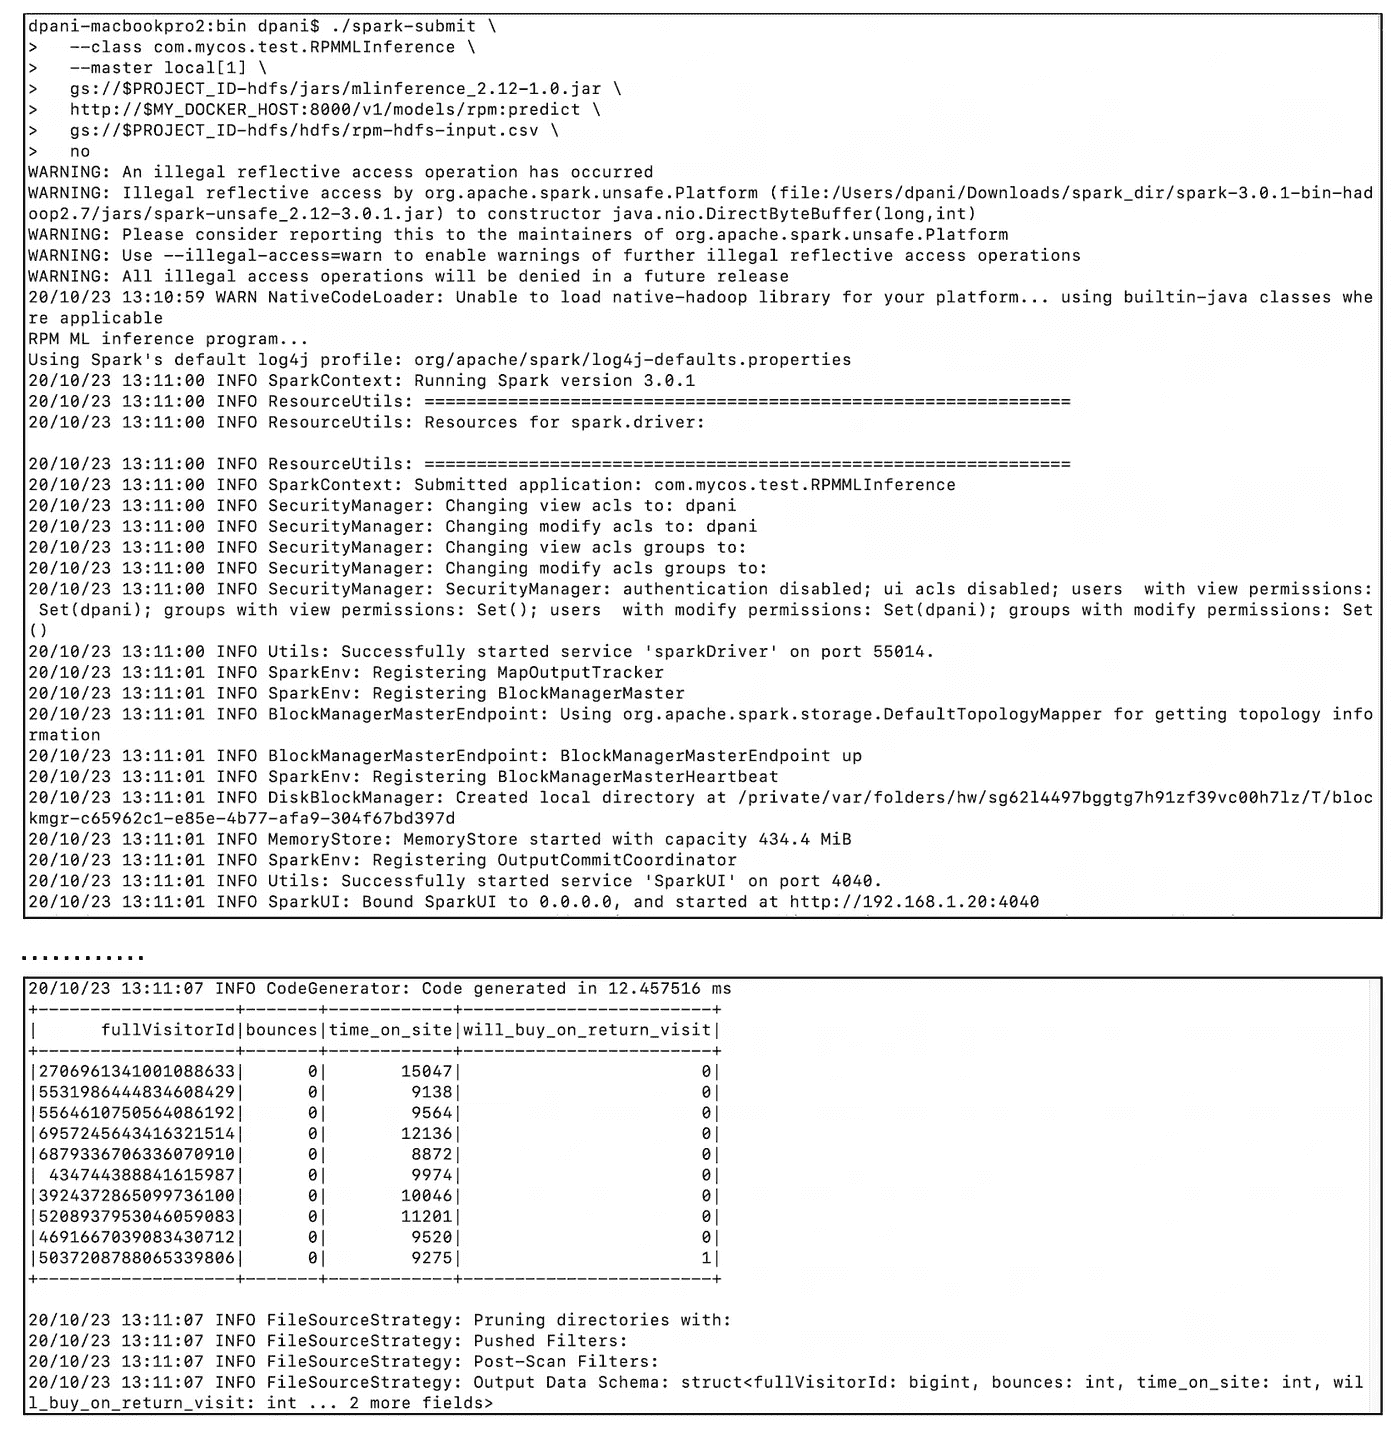 dpani-macbookpro2:bin dpani$ ./spark-submit \
>   --class com.mycos.test.RPMMLInference \
>   --master local[1] \
>   gs://$PROJECT_ID-hdfs/jars/mlinference_2.12-1.0.jar \
>   http://$MY_DOCKER_HOST:8000/v1/models/rpm:predict \
>   gs://$PROJECT_ID-hdfs/hdfs/rpm-hdfs-input.csv \
>   no
WARNING: An illegal reflective access operation has occurred
WARNING: Illegal reflective access by org.apache.spark.unsafe.Platform (file:/Users/dpani/Downloads/spark_dir/spark-3.0.1-bin-had
oop2.7/jars/spark-unsafe_2.12-3.0.1.jar) to constructor java.nio.DirectByteBuffer(long,int)
WARNING: Please consider reporting this to the maintainers of org.apache.spark.unsafe.Platform
WARNING: Use --illegal-access=warn to enable warnings of further illegal reflective access operations
WARNING: All illegal access operations will be denied in a future release
20/10/23 13:10:59 WARN NativeCodeLoader: Unable to load native-hadoop library for your platform... using builtin-java classes whe
re applicable
RPM ML inference program...
Using Spark's default log4j profile: org/apache/spark/log4j-defaults.properties
20/10/23 13:11:00 INFO SparkContext: Running Spark version 3.0.1
20/10/23 13:11:00 INFO ResourceUtils: ==============================================================
20/10/23 13:11:00 INFO ResourceUtils: Resources for spark.driver:

20/10/23 13:11:00 INFO ResourceUtils: ==============================================================
20/10/23 13:11:00 INFO SparkContext: Submitted application: com.mycos.test.RPMMLInference
20/10/23 13:11:00 INFO SecurityManager: Changing view acls to: dpani
20/10/23 13:11:00 INFO SecurityManager: Changing modify acls to: dpani
20/10/23 13:11:00 INFO SecurityManager: Changing view acls groups to:
20/10/23 13:11:00 INFO SecurityManager: Changing modify acls groups to:
20/10/23 13:11:00 INFO SecurityManager: SecurityManager: authentication disabled; ui acls disabled; users  with view permissions:
 Set(dpani); groups with view permissions: Set(); users  with modify permissions: Set(dpani); groups with modify permissions: Set
()
20/10/23 13:11:00 INFO Utils: Successfully started service 'sparkDriver' on port 55014.
20/10/23 13:11:01 INFO SparkEnv: Registering MapOutputTracker
20/10/23 13:11:01 INFO SparkEnv: Registering BlockManagerMaster
20/10/23 13:11:01 INFO BlockManagerMasterEndpoint: Using org.apache.spark.storage.DefaultTopologyMapper for getting topology info
rmation
20/10/23 13:11:01 INFO BlockManagerMasterEndpoint: BlockManagerMasterEndpoint up
20/10/23 13:11:01 INFO SparkEnv: Registering BlockManagerMasterHeartbeat
20/10/23 13:11:01 INFO DiskBlockManager: Created local directory at /private/var/folders/hw/sg62l4497bggtg7h91zf39vc00h7lz/T/bloc
kmgr-c65962c1-e85e-4b77-afa9-304f67bd397d
20/10/23 13:11:01 INFO MemoryStore: MemoryStore started with capacity 434.4 MiB
20/10/23 13:11:01 INFO SparkEnv: Registering OutputCommitCoordinator
20/10/23 13:11:01 INFO Utils: Successfully started service 'SparkUI' on port 4040.
20/10/23 13:11:01 INFO SparkUI: Bound SparkUI to 0.0.0.0, and started at http://192.168.1.20:4040
............
20/10/23 13:11:07 INFO CodeGenerator: Code generated in 12.457516 ms
+-------------------+-------+------------+------------------------+
|      fullVisitorId|bounces|time_on_site|will_buy_on_return_visit|
+-------------------+-------+------------+------------------------+
|2706961341001088633|      0|       15047|                       0|
|5531986444834608429|      0|        9138|                       0|
|5564610750564086192|      0|        9564|                       0|
|6957245643416321514|      0|       12136|                       0|
|6879336706336070910|      0|        8872|                       0|
| 434744388841615987|      0|        9974|                       0|
|3924372865099736100|      0|       10046|                       0|
|5208937953046059083|      0|       11201|                       0|
|4691667039083430712|      0|        9520|                       0|
|5037208788065339806|      0|        9275|                       1|
+-------------------+-------+------------+------------------------+

20/10/23 13:11:07 INFO FileSourceStrategy: Pruning directories with:
20/10/23 13:11:07 INFO FileSourceStrategy: Pushed Filters:
20/10/23 13:11:07 INFO FileSourceStrategy: Post-Scan Filters:
20/10/23 13:11:07 INFO FileSourceStrategy: Output Data Schema: struct<fullVisitorId: bigint, bounces: int, time_on_site: int, wil
l_buy_on_return_visit: int ... 2 more fields>